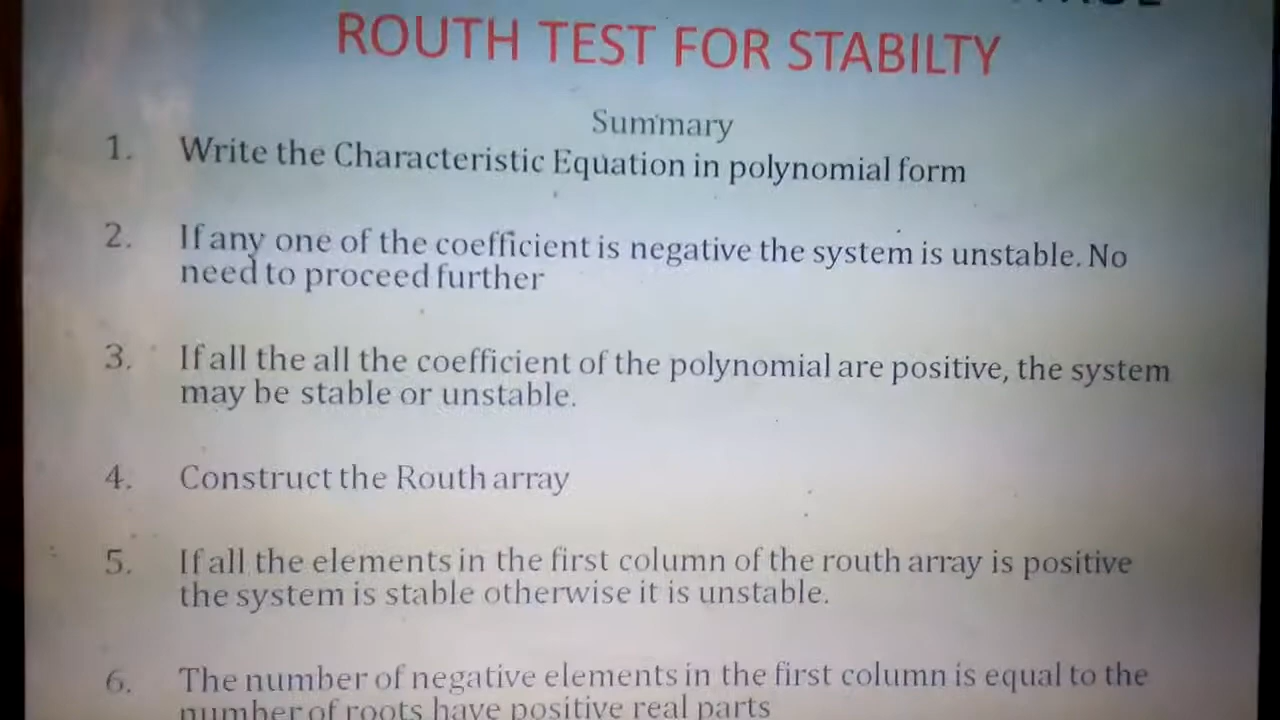 ROUTH TEST FOR STABILTY
Summary
1. Write the Characteristic Equation in polynomial form
2. If any one of the coefficient is negative the system is unstable. No
need to proceed further
3. If all the all the coefficient of the polynomial are positive, the system
may be stable or unstable.
4. Construct the Routh array
5. If all the elements in the first column of the routh array is positive
the system is stable otherwise it is unstable.
6. The number of negative elements in the first column is equal to the
number of roots have positive real parts